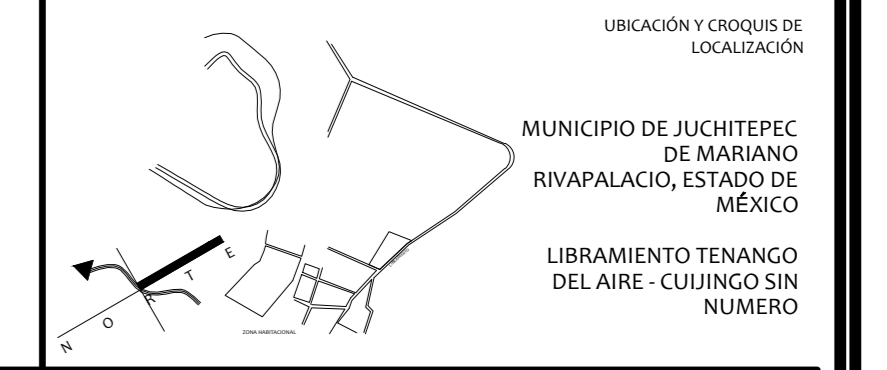 UBICACIÓN Y CROQUIS DE
LOCALIZACIÓN
MUNICIPIO DE JUCHITEPEC
DE MARIANO
RIVAPALACIO, ESTADO DE
MÉXICO
LIBRAMIENTO TENANGO
DEL AIRE - CUIJINGO SIN
NUMERO
NORTE
ZONA HABITACIONAL